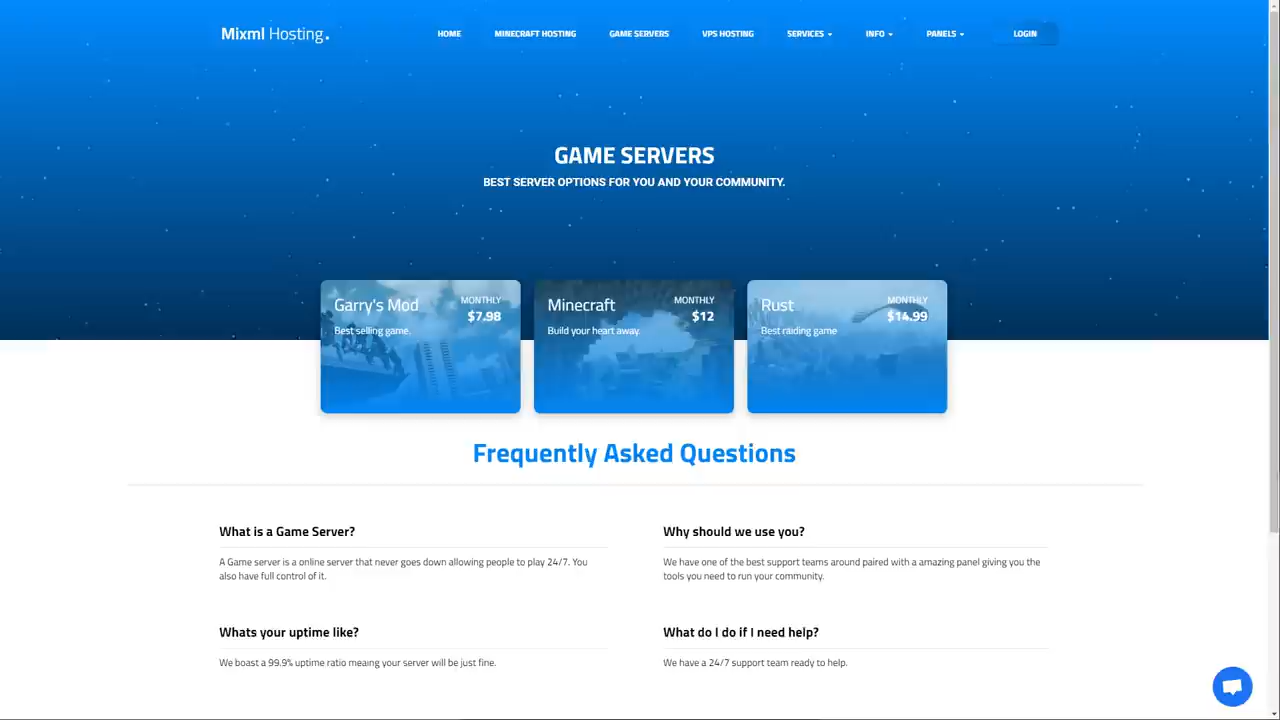 Mixml Hosting.
HOME
MINECRAFT HOSTING
GAME SERVERS
VPS HOSTING
SERVICES
INFO
PANELS
LOGIN
GAME SERVERS
BEST SERVER OPTIONS FOR YOU AND YOUR COMMUNITY.
Garry's Mod
MONTHLY
$7.98
Best selling game.
Minecraft
MONTHLY
$12
Build your heart away.
Rust
MONTHLY
$14.99
Best raiding game
Frequently Asked Questions
What is a Game Server?
A Game server is a online server that never goes down allowing people to play 24/7. You
also have full control of it.
Why should we use you?
We have one of the best support teams around paired with a amazing panel giving you the
tools you need to run your community.
Whats your uptime like?
We boast a 99.9% uptime ratio meaing your server will be just fine.
What do I do if I need help?
We have a 24/7 support team ready to help.